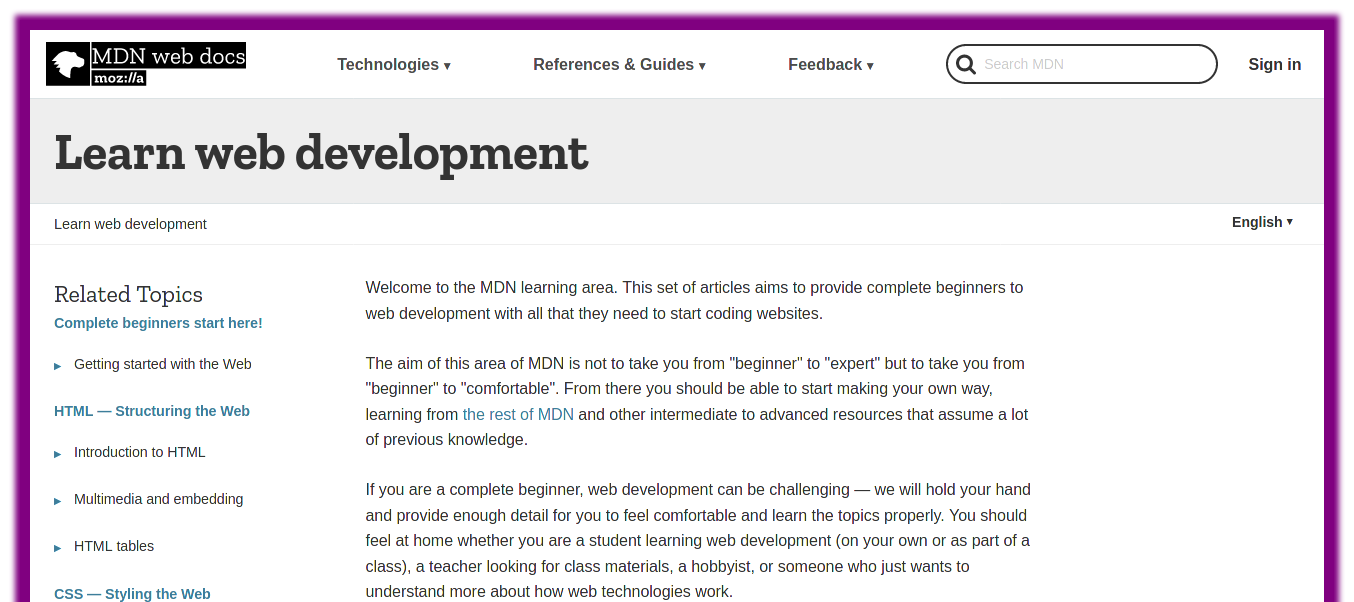 MDN web docs
moz://a
Technologies ▾
References & Guides ▾
Feedback ▾
Search MDN
Sign in
Learn web development
Learn web development
English ▾
Related Topics
Complete beginners start here!
▸ Getting started with the Web
HTML — Structuring the Web
▸ Introduction to HTML
▸ Multimedia and embedding
▸ HTML tables
CSS — Styling the Web
Welcome to the MDN learning area. This set of articles aims to provide complete beginners to
web development with all that they need to start coding websites.
The aim of this area of MDN is not to take you from "beginner" to "expert" but to take you from
"beginner" to "comfortable". From there you should be able to start making your own way,
learning from the rest of MDN and other intermediate to advanced resources that assume a lot
of previous knowledge.
If you are a complete beginner, web development can be challenging — we will hold your hand
and provide enough detail for you to feel comfortable and learn the topics properly. You should
feel at home whether you are a student learning web development (on your own or as part of a
class), a teacher looking for class materials, a hobbyist, or someone who just wants to
understand more about how web technologies work.